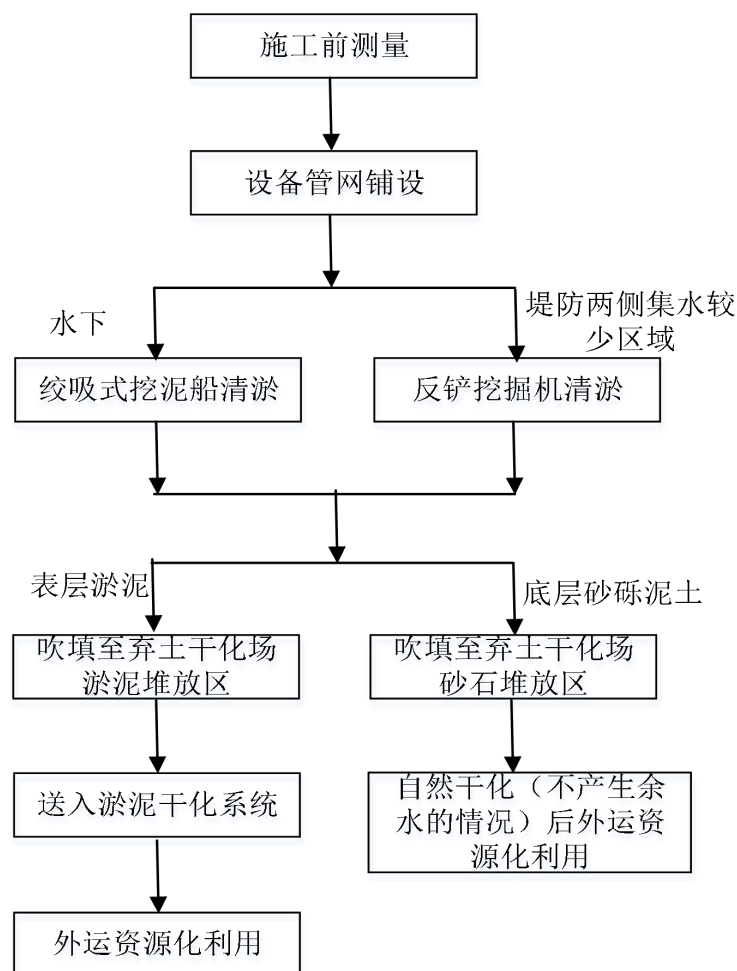 施工前测量
设备管网铺设
水下
堤防两侧集水较
少区域
绞吸式挖泥船清淤
反铲挖掘机清淤
表层淤泥
底层砂砾泥土
吹填至弃土干化场
淤泥堆放区
吹填至弃土干化场
砂石堆放区
送入淤泥干化系统
自然干化（不产生余
水的情况）后外运资
源化利用
外运资源化利用